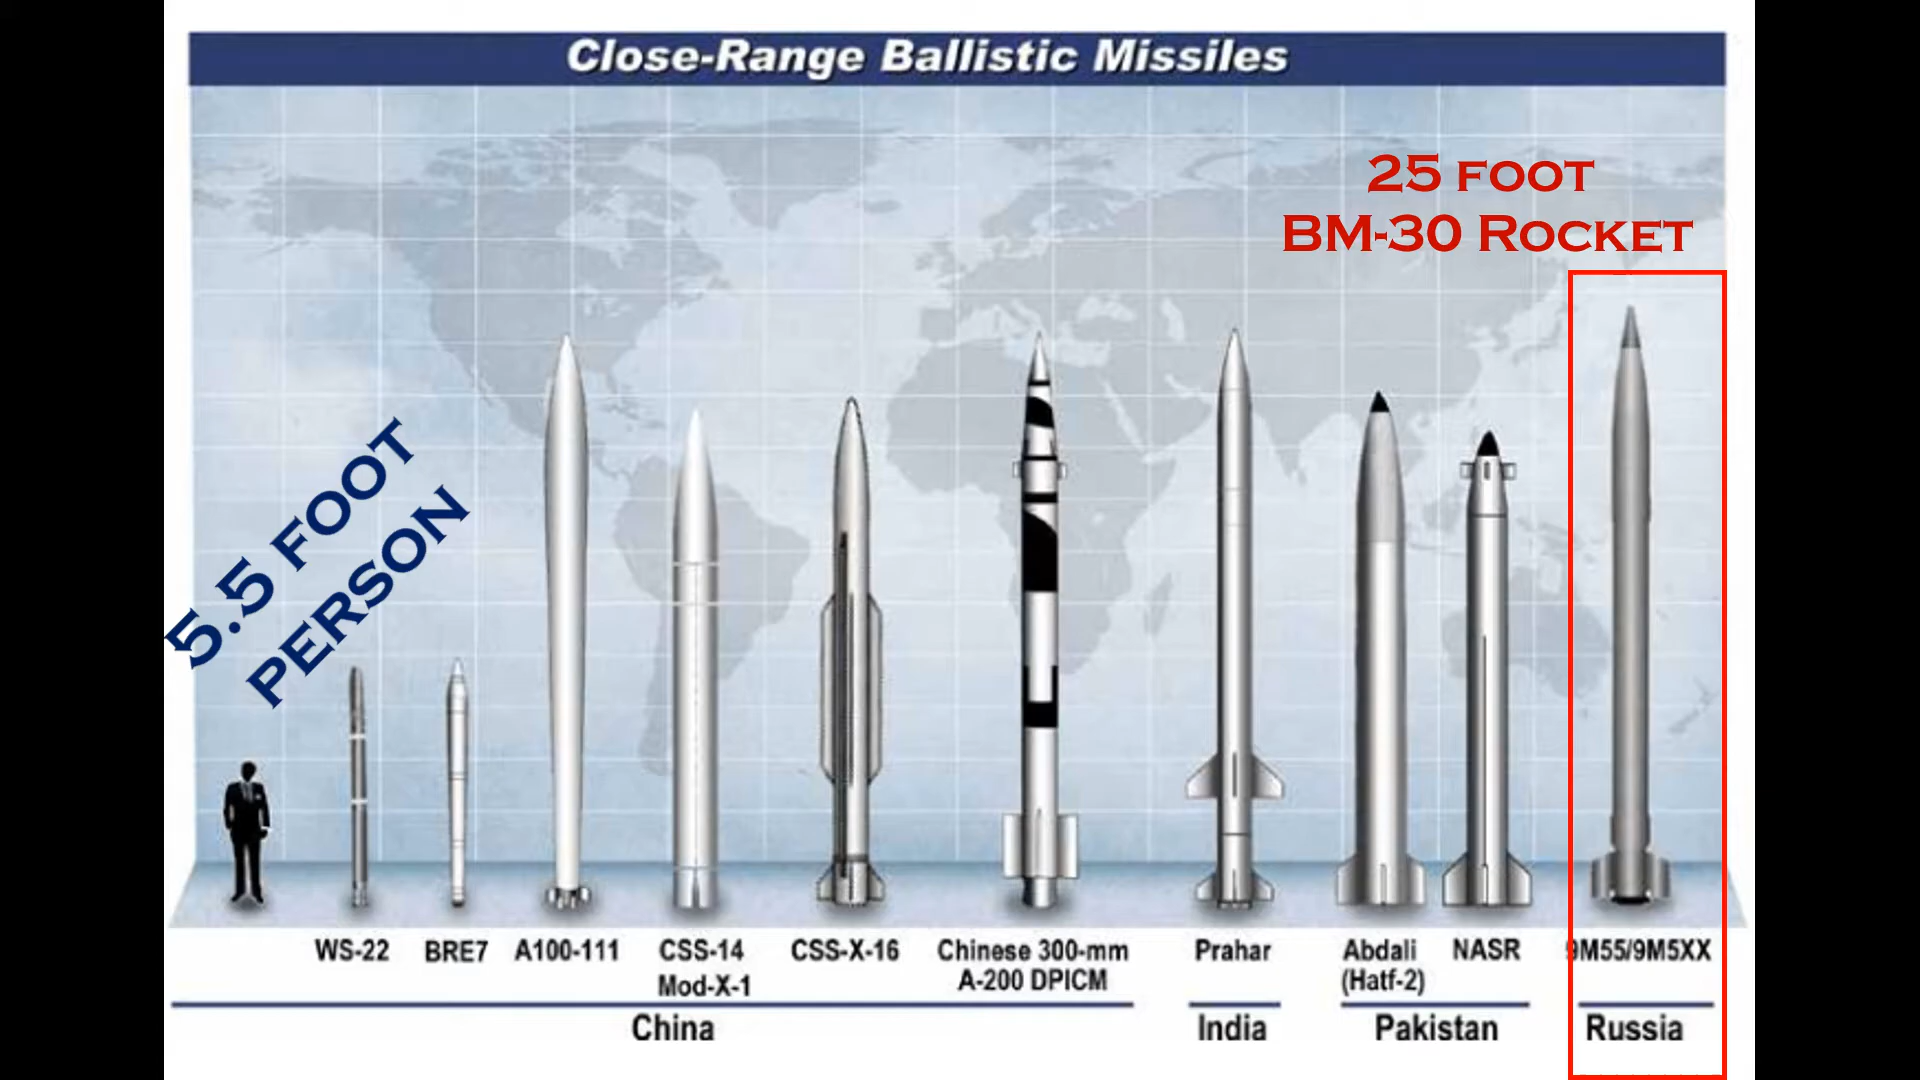 Close-Range Ballistic Missiles
25 FOOT
BM-30 ROCKET
5.5 FOOT
PERSON
WS-22
BRE7
A100-111
CSS-14
Mod-X-1
CSS-X-16
Chinese 300-mm
A-200 DPICM
Prahar
Abdali
(Hatf-2)
NASR
9M55/9M5XX
China
India
Pakistan
Russia